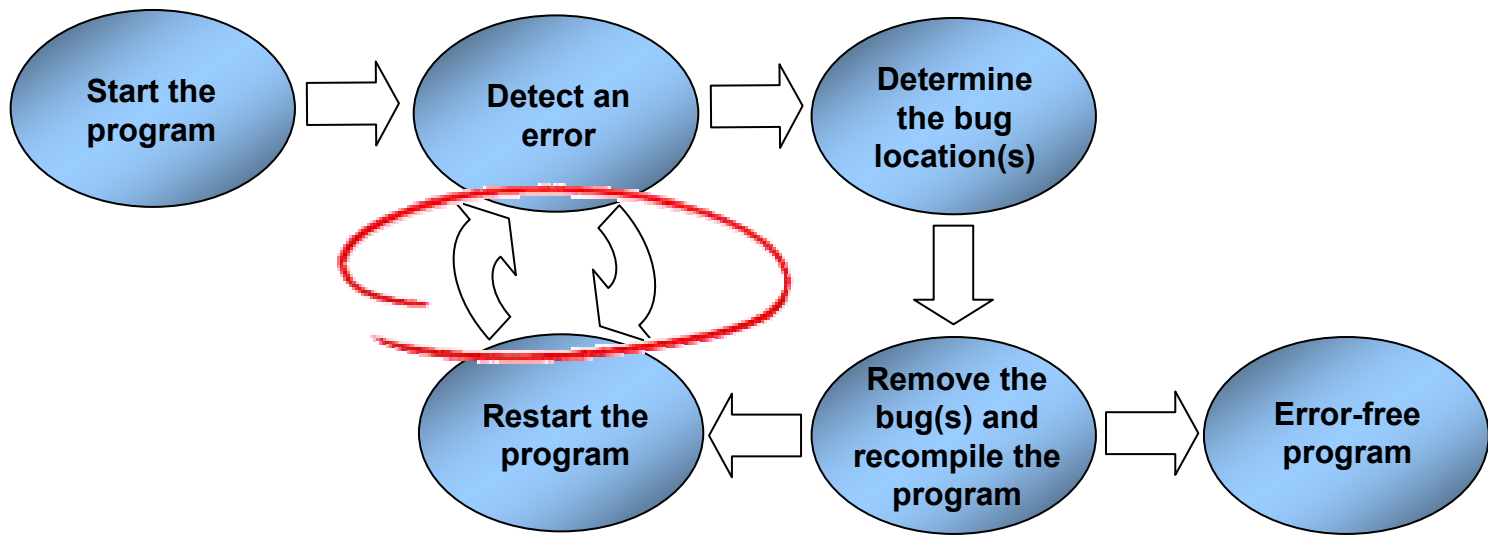 Start the
program
Detect an
error
Determine
the bug
location(s)
Restart the
program
Remove the
bug(s) and
recompile the
program
Error-free
program